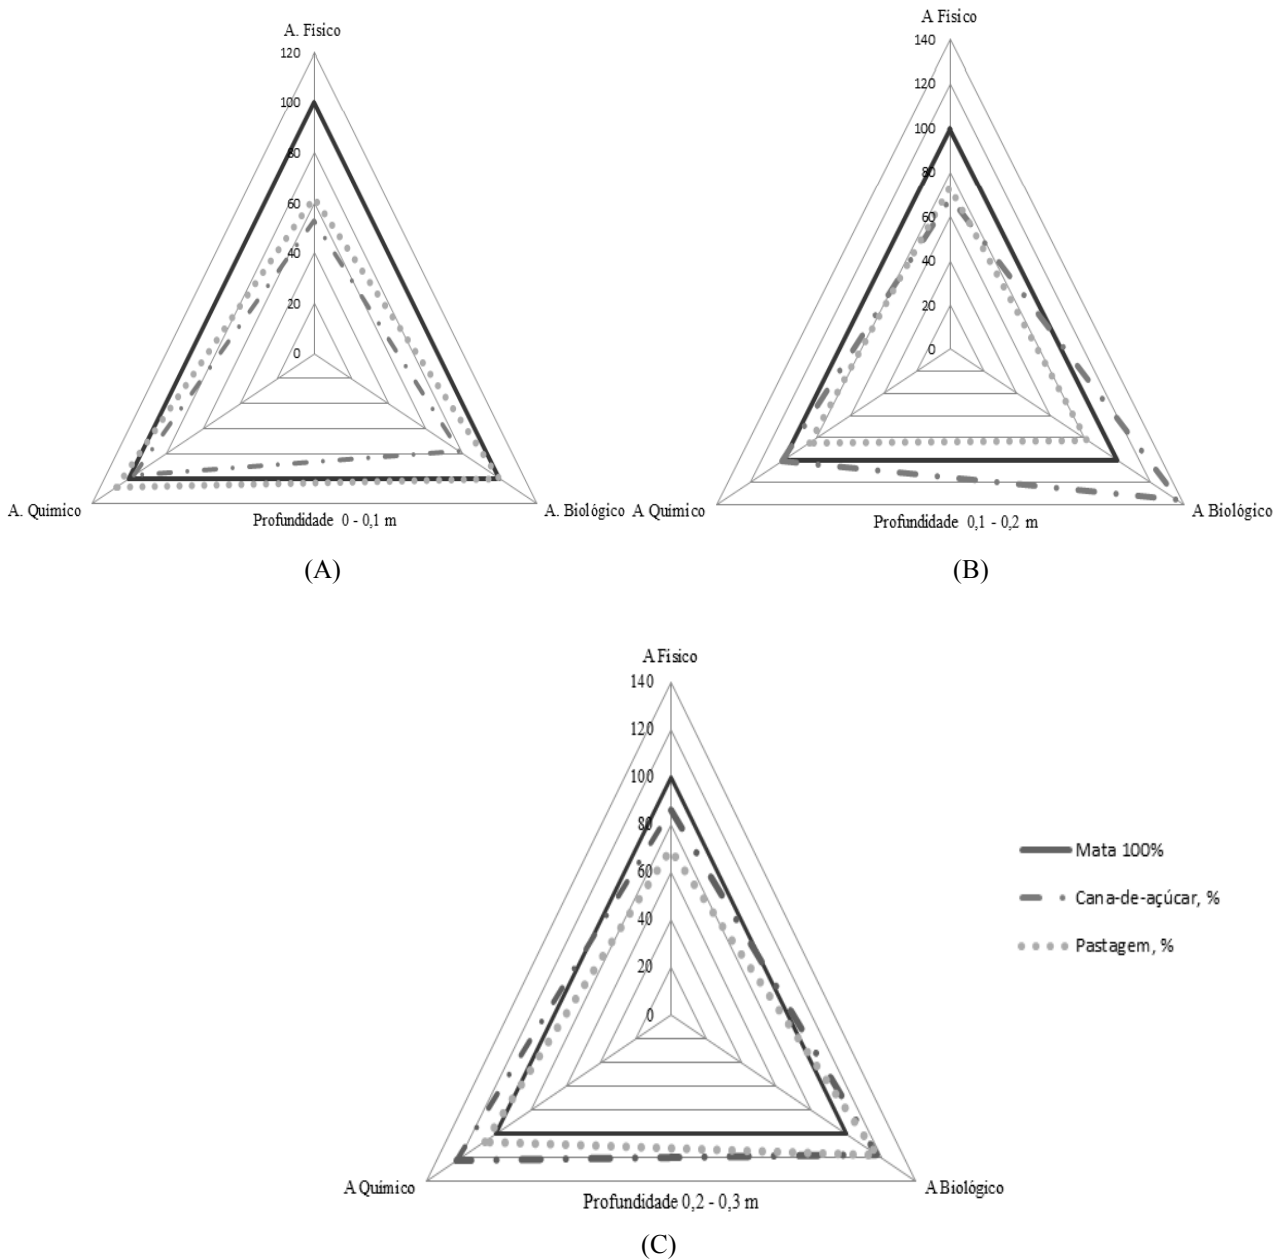 A. Físico
120
100
80
60
40
20
0
A. Químico
A. Biológico
Profundidade 0 - 0,1 m
(A)
A Físico
140
120
100
80
60
40
20
0
A Químico
A Biológico
Profundidade 0,1 - 0,2 m
(B)
A Físico
140
120
100
80
60
40
20
0
A Químico
A Biológico
Profundidade 0,2 - 0,3 m
(C)
Mata 100%
Cana-de-açúcar, %
Pastagem, %